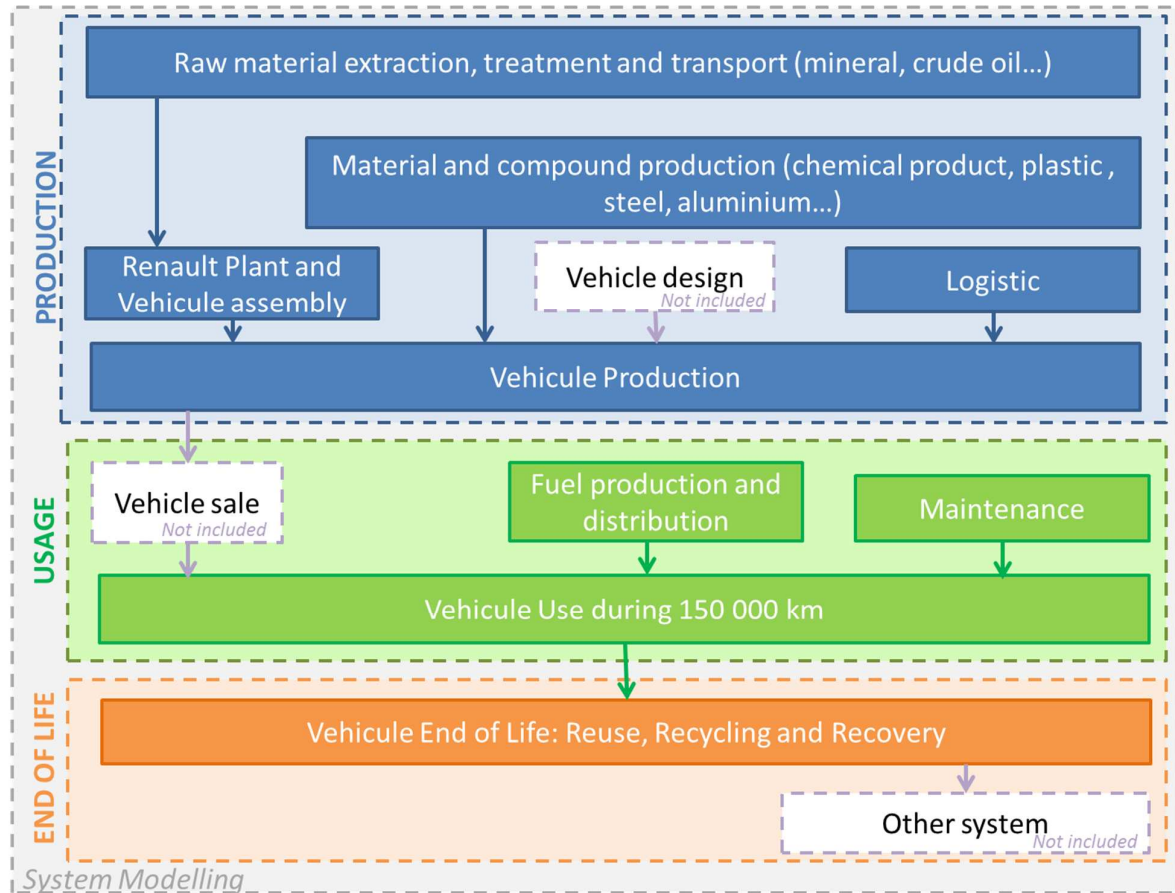 PRODUCTION
Raw material extraction, treatment and transport (mineral, crude oil...)
Material and compound production (chemical product, plastic ,
steel, aluminium...)
Renault Plant and
Vehicule assembly
Vehicle design
Not included
Logistic
Vehicule Production
USAGE
Vehicle sale
Not included
Fuel production and
distribution
Maintenance
Vehicule Use during 150 000 km
END OF LIFE
Vehicule End of Life: Reuse, Recycling and Recovery
Other system
Not included
System Modelling